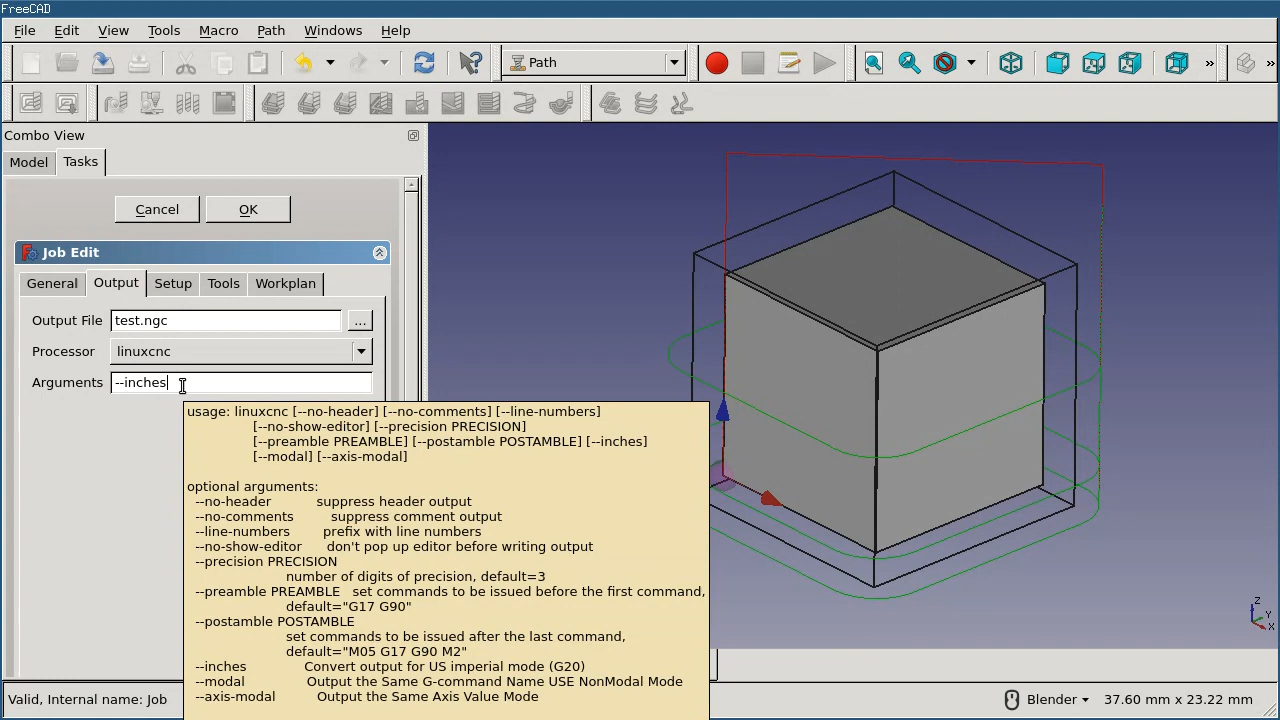 FreeCAD
File Edit View Tools Macro Path Windows Help
Path
»
»
Combo View
Model Tasks
Cancel OK
Job Edit
General Output Setup Tools Workplan
Output File test.ngc ...
Processor linuxcnc
Arguments --inches
usage: linuxcnc [--no-header] [--no-comments] [--line-numbers]
[--no-show-editor] [--precision PRECISION]
[--preamble PREAMBLE] [--postamble POSTAMBLE] [--inches]
[--modal] [--axis-modal]
optional arguments:
--no-header suppress header output
--no-comments suppress comment output
--line-numbers prefix with line numbers
--no-show-editor don't pop up editor before writing output
--precision PRECISION
number of digits of precision, default=3
--preamble PREAMBLE set commands to be issued before the first command,
default="G17 G90"
--postamble POSTAMBLE
set commands to be issued after the last command,
default="M05 G17 G90 M2"
--inches Convert output for US imperial mode (G20)
--modal Output the Same G-command Name USE NonModal Mode
--axis-modal Output the Same Axis Value Mode
Z
Y
X
Valid, Internal name: Job
Blender 37.60 mm x 23.22 mm